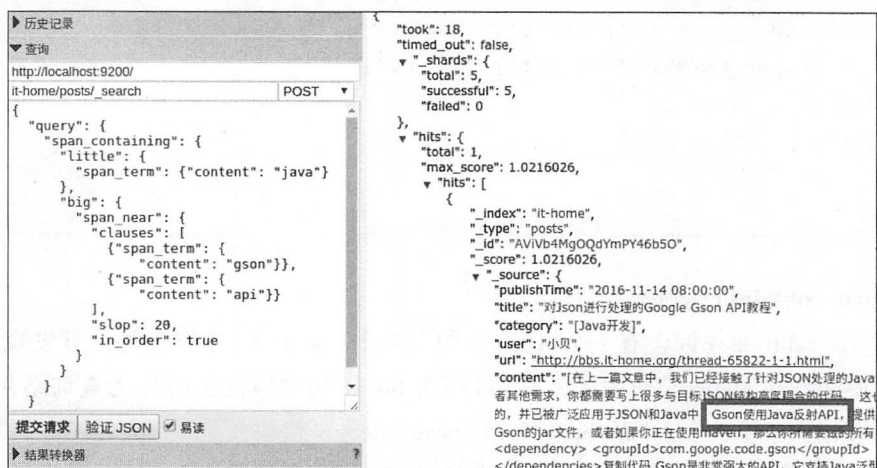 历史记录
查询
http://localhost:9200/
it-home/posts/_search POST
{
"query": {
"span_containing": {
"little": {
"span_term": {"content": "java"}
},
"big": {
"span_near": {
"clauses": [
{"span_term": {
"content": "gson"}},
{"span_term": {
"content": "api"}}
],
"slop": 20,
"in_order": true
}
}
}
}
提交请求 验证 JSON 易读
结果转换器 ?
{
"took": 18,
"timed_out": false,
"_shards": {
"total": 5,
"successful": 5,
"failed": 0
},
"hits": {
"total": 1,
"max_score": 1.0216026,
"hits": [
{
"_index": "it-home",
"_type": "posts",
"_id": "AViVb4MgOQdYmPY46b5O",
"_score": 1.0216026,
"_source": {
"publishTime": "2016-11-14 08:00:00",
"title": "对Json进行处理的Google Gson API教程",
"category": "[Java开发]",
"user": "小贝",
"url": "http://bbs.it-home.org/thread-65822-1-1.html",
"content": "[在上一篇文章中，我们已经接触了针对JSON处理的Java
者其他需求，你都需要写上很多与目标JSON结构高度耦合的代码。 这
的，并已被广泛应用于JSON和Java中 Gson使用Java反射API， 提供
Gson的jar文件，或者如果你正在使用maven，那么你所需要做的所有
<dependency> <groupId>com.google.code.gson</groupId>
</dependencies>复制代码 Gson是非常强大的API，它支持Java泛型